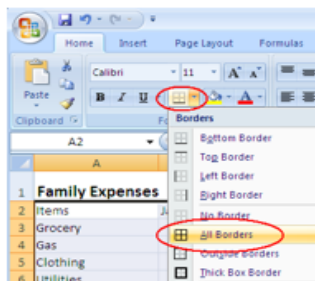 Home Insert Page Layout Formulas
Calibri 11 A A
Paste B I U A
Clipboard
Borders
A2
Bottom Border
Top Border
Left Border
Right Border
No Border
All Borders
Outside Borders
Thick Box Border
A
1 Family Expenses
2 Items
3 Grocery
4 Gas
5 Clothing
6 Utilities